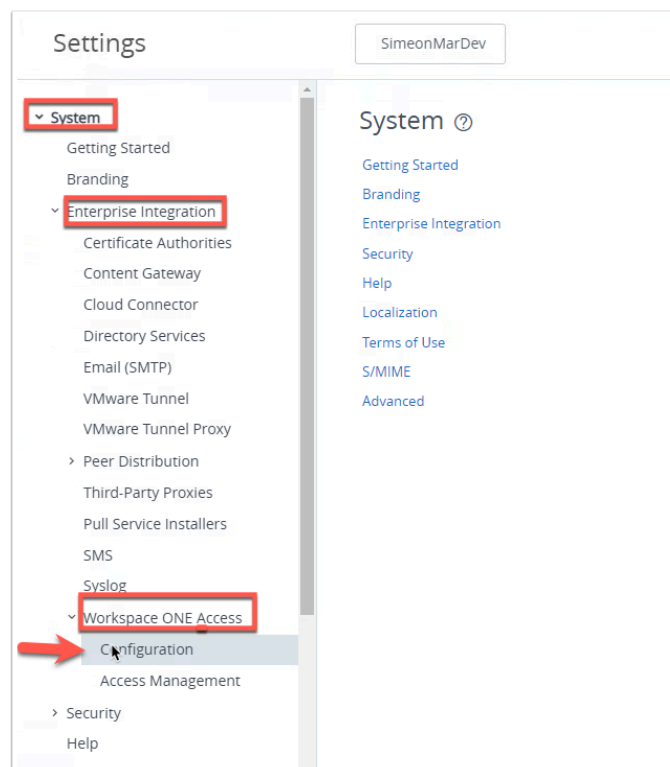 Settings
SimeonMarDev
System
Getting Started
Branding
Enterprise Integration
Certificate Authorities
Content Gateway
Cloud Connector
Directory Services
Email (SMTP)
VMware Tunnel
VMware Tunnel Proxy
Peer Distribution
Third-Party Proxies
Pull Service Installers
SMS
Syslog
Workspace ONE Access
Configuration
Access Management
Security
Help
System
Getting Started
Branding
Enterprise Integration
Security
Help
Localization
Terms of Use
S/MIME
Advanced